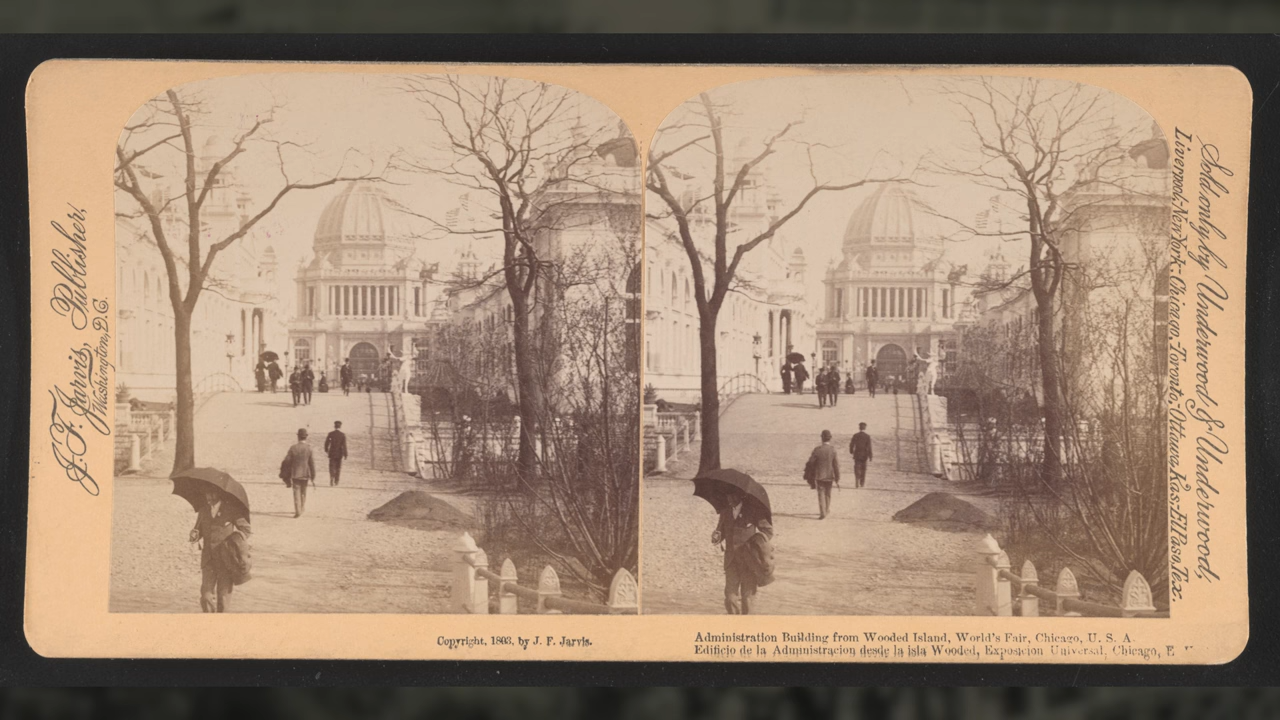 J. F. Jarvis, Publisher.
Washington, D.C.
Copyright, 1893, by J. F. Jarvis.
Administration Building from Wooded Island, World's Fair, Chicago, U. S. A.
Edificio de la Administracion desde la isla Wooded, Exposicion Universal, Chicago, E
Sold only by Underwood & Underwood,
Liverpool, New York. Chicago. Toronto. Ottawa Kas. El Paso, Tex.